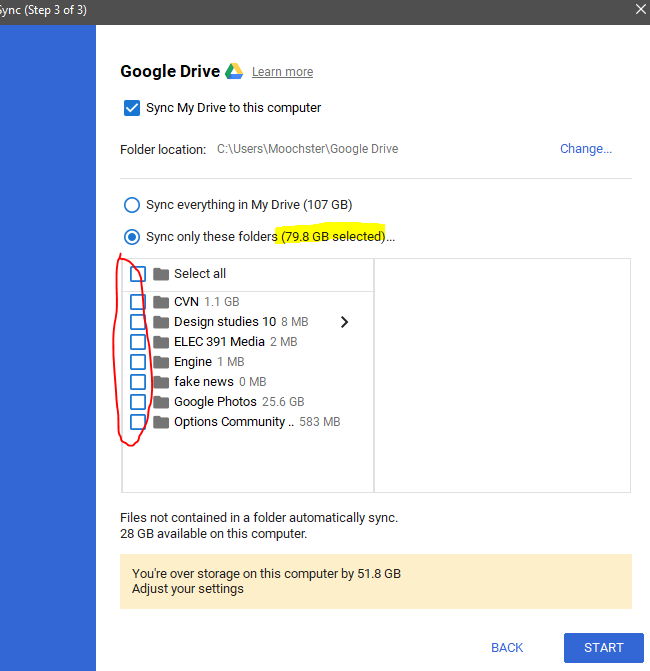 Sync (Step 3 of 3)
Google Drive Learn more
Sync My Drive to this computer
Folder location: C:\Users\Moochster\Google Drive Change...
Sync everything in My Drive (107 GB)
Sync only these folders (79.8 GB selected)...
Select all
CVN 1.1 GB
Design studies 10 8 MB
ELEC 391 Media 2 MB
Engine 1 MB
fake news 0 MB
Google Photos 25.6 GB
Options Community .. 583 MB
Files not contained in a folder automatically sync.
28 GB available on this computer.
You're over storage on this computer by 51.8 GB
Adjust your settings
BACK START